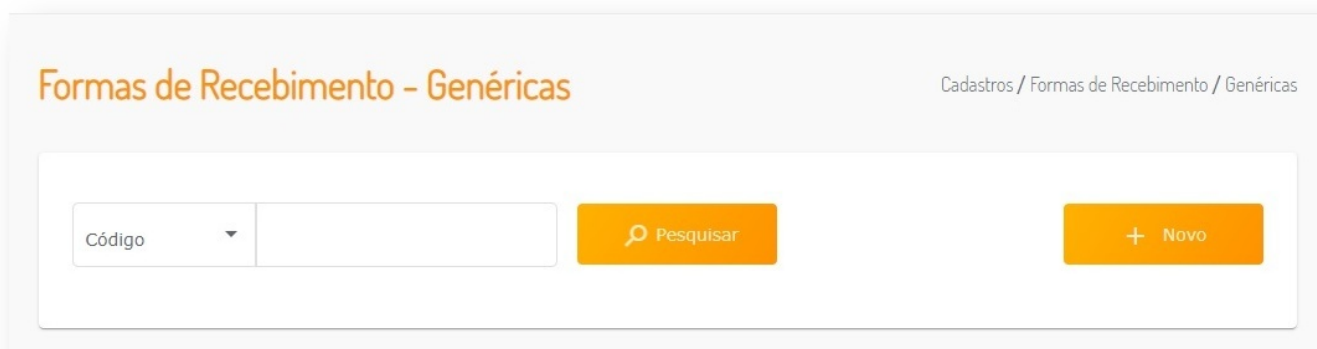 Formas de Recebimento - Genéricas
Cadastros / Formas de Recebimento / Genéricas
Código
Pesquisar
+ Novo